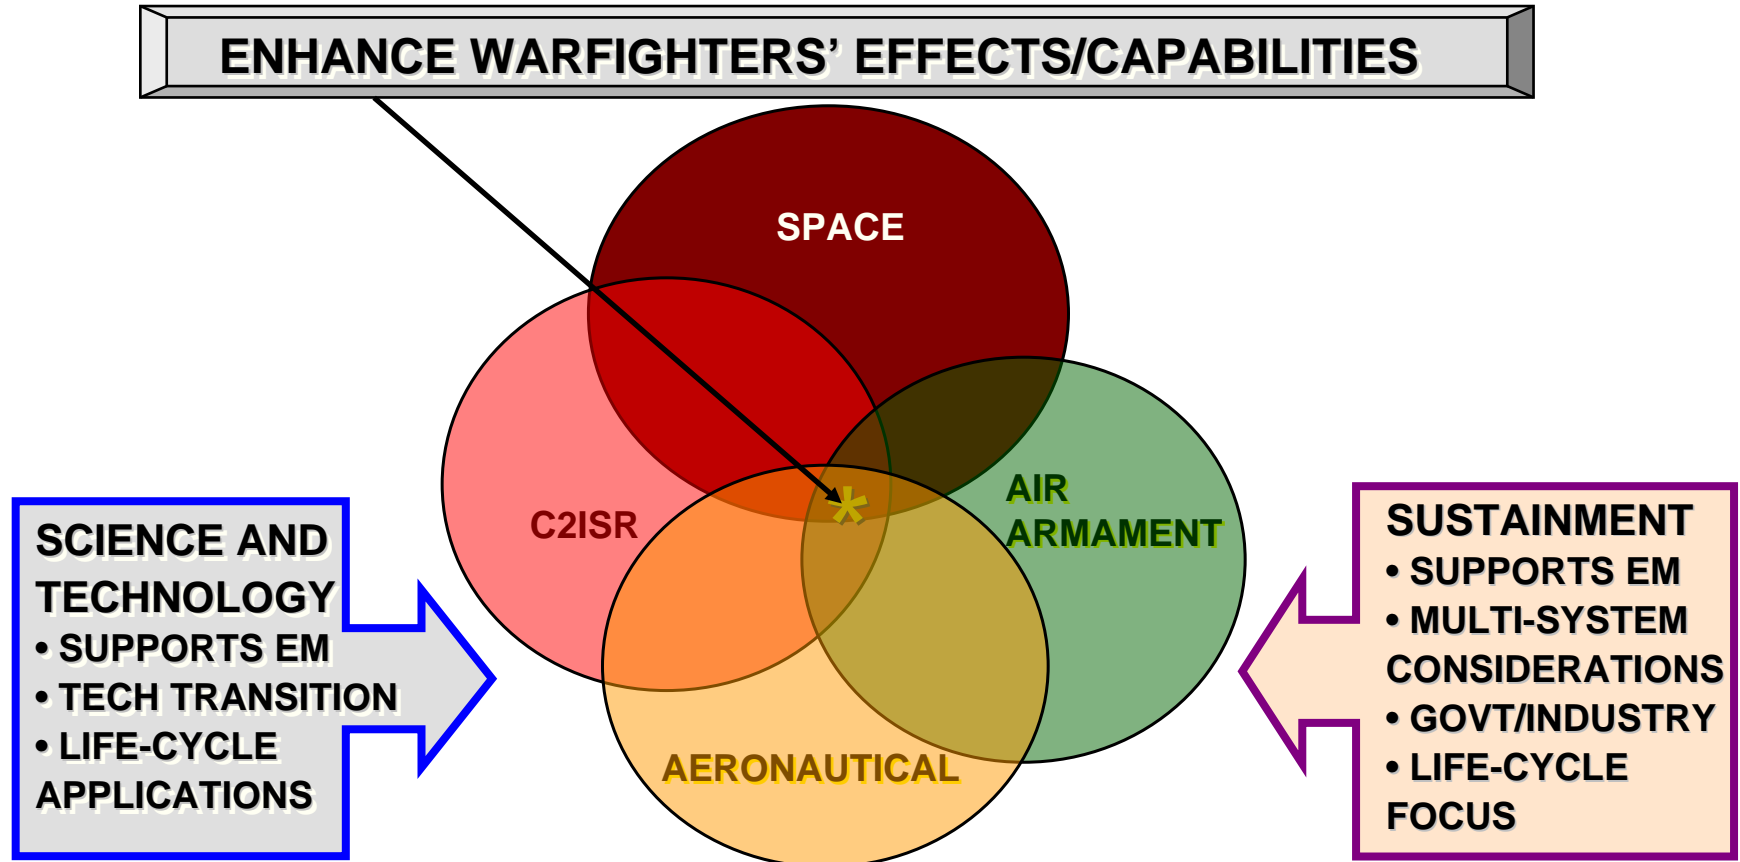 ENHANCE WARFIGHTERS’ EFFECTS/CAPABILITIES
SPACE
C2ISR
AIR
ARMAMENT
*
AERONAUTICAL
SCIENCE AND
TECHNOLOGY
• SUPPORTS EM
• TECH TRANSITION
• LIFE-CYCLE
APPLICATIONS
SUSTAINMENT
• SUPPORTS EM
• MULTI-SYSTEM
CONSIDERATIONS
• GOVT/INDUSTRY
• LIFE-CYCLE
FOCUS